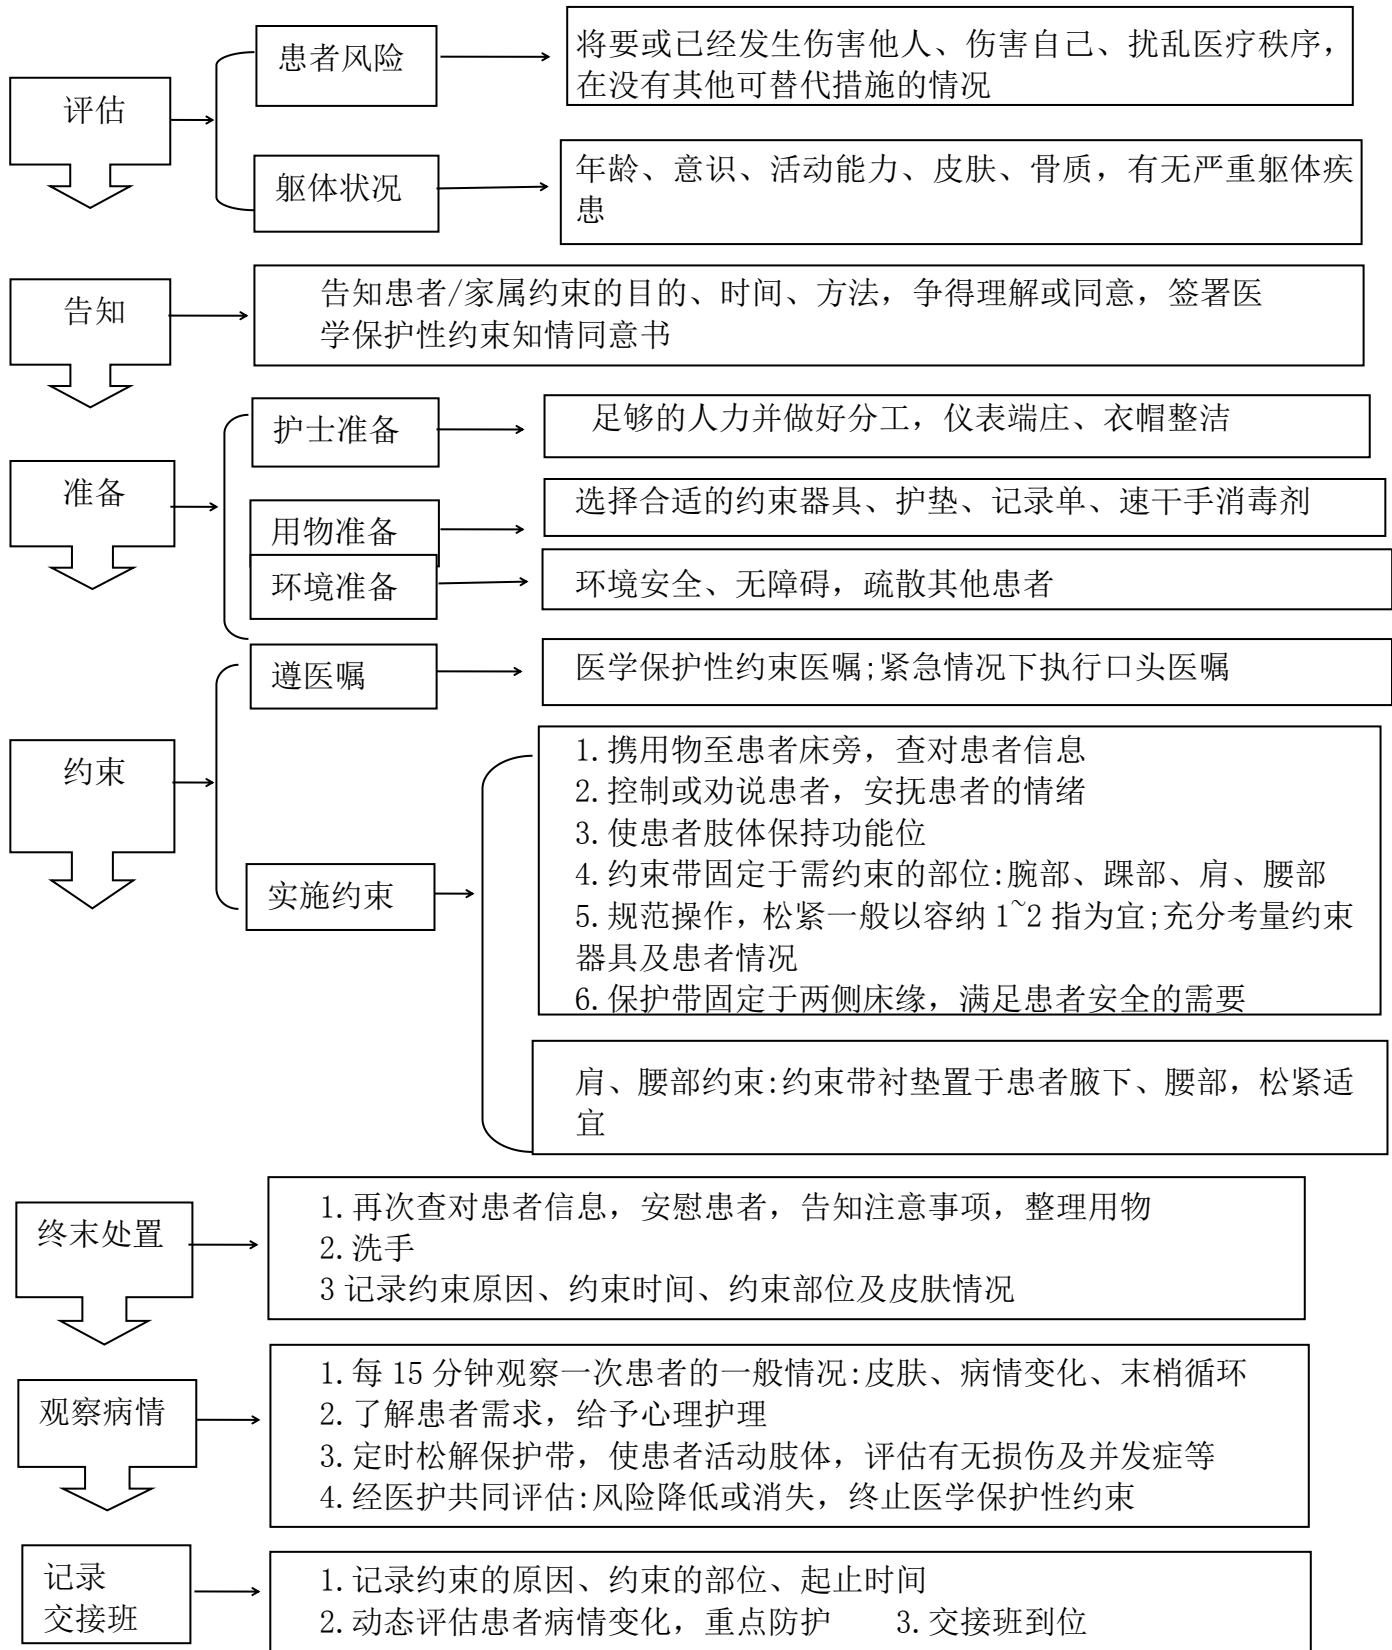 评估
患者风险
将要或已经发生伤害他人、伤害自己、扰乱医疗秩序，
在没有其他可替代措施的情况
躯体状况
年龄、意识、活动能力、皮肤、骨质，有无严重躯体疾
患
告知
告知患者/家属约束的目的、时间、方法，争得理解或同意，签署医
学保护性约束知情同意书
准备
护士准备
足够的人力并做好分工，仪表端庄、衣帽整洁
用物准备
选择合适的约束器具、护垫、记录单、速干手消毒剂
环境准备
环境安全、无障碍，疏散其他患者
约束
遵医嘱
医学保护性约束医嘱;紧急情况下执行口头医嘱
实施约束
1.携用物至患者床旁，查对患者信息
2.控制或劝说患者，安抚患者的情绪
3.使患者肢体保持功能位
4.约束带固定于需约束的部位:腕部、踝部、肩、腰部
5.规范操作，松紧一般以容纳 1~2 指为宜;充分考量约束
器具及患者情况
6.保护带固定于两侧床缘，满足患者安全的需要
肩、腰部约束:约束带衬垫置于患者腋下、腰部，松紧适
宜
终末处置
1.再次查对患者信息，安慰患者，告知注意事项，整理用物
2.洗手
3 记录约束原因、约束时间、约束部位及皮肤情况
观察病情
1.每 15 分钟观察一次患者的一般情况:皮肤、病情变化、末梢循环
2.了解患者需求，给予心理护理
3.定时松解保护带，使患者活动肢体，评估有无损伤及并发症等
4.经医护共同评估:风险降低或消失，终止医学保护性约束
记录
交接班
1.记录约束的原因、约束的部位、起止时间
2.动态评估患者病情变化，重点防护 3.交接班到位